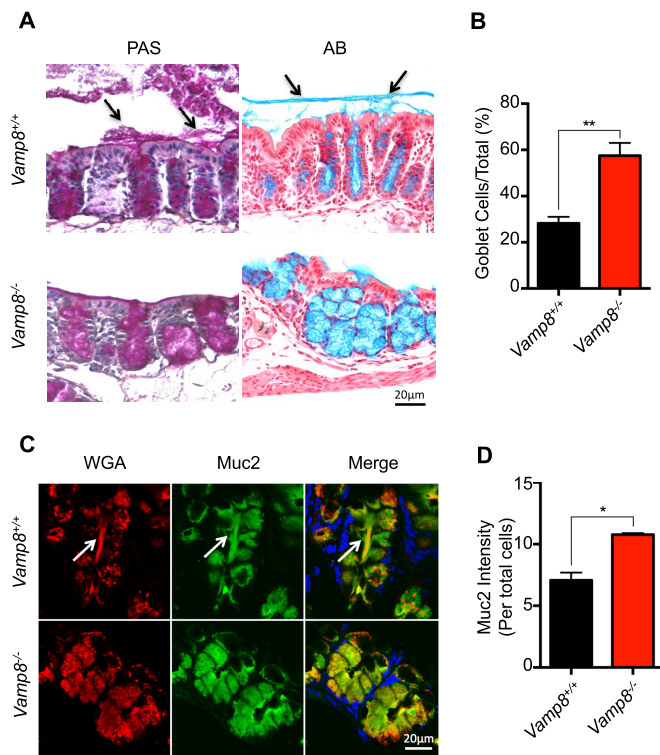 A
PAS
AB
Vamp8+/+
Vamp8-/-
20µm
B
Goblet Cells/Total (%)
80
60
40
20
0
**
Vamp8+/+
Vamp8-/-
C
WGA
Muc2
Merge
Vamp8+/+
Vamp8-/-
20µm
D
Muc2 Intensity
(Per total cells)
15
10
5
0
*
Vamp8+/+
Vamp8-/-